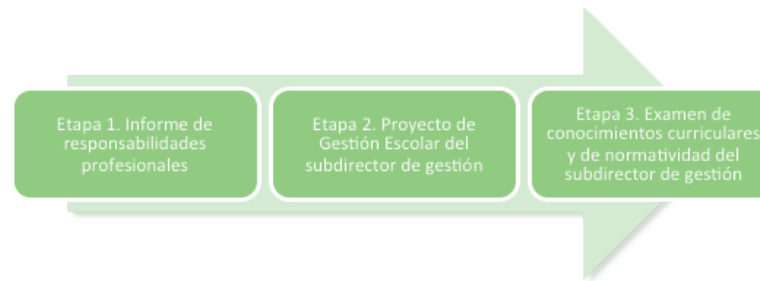 Etapa 1. Informe de
responsabilidades
profesionales
Etapa 2. Proyecto de
Gestión Escolar del
subdirector de gestión
Etapa 3. Examen de
conocimientos curriculares
y de normatividad del
subdirector de gestión